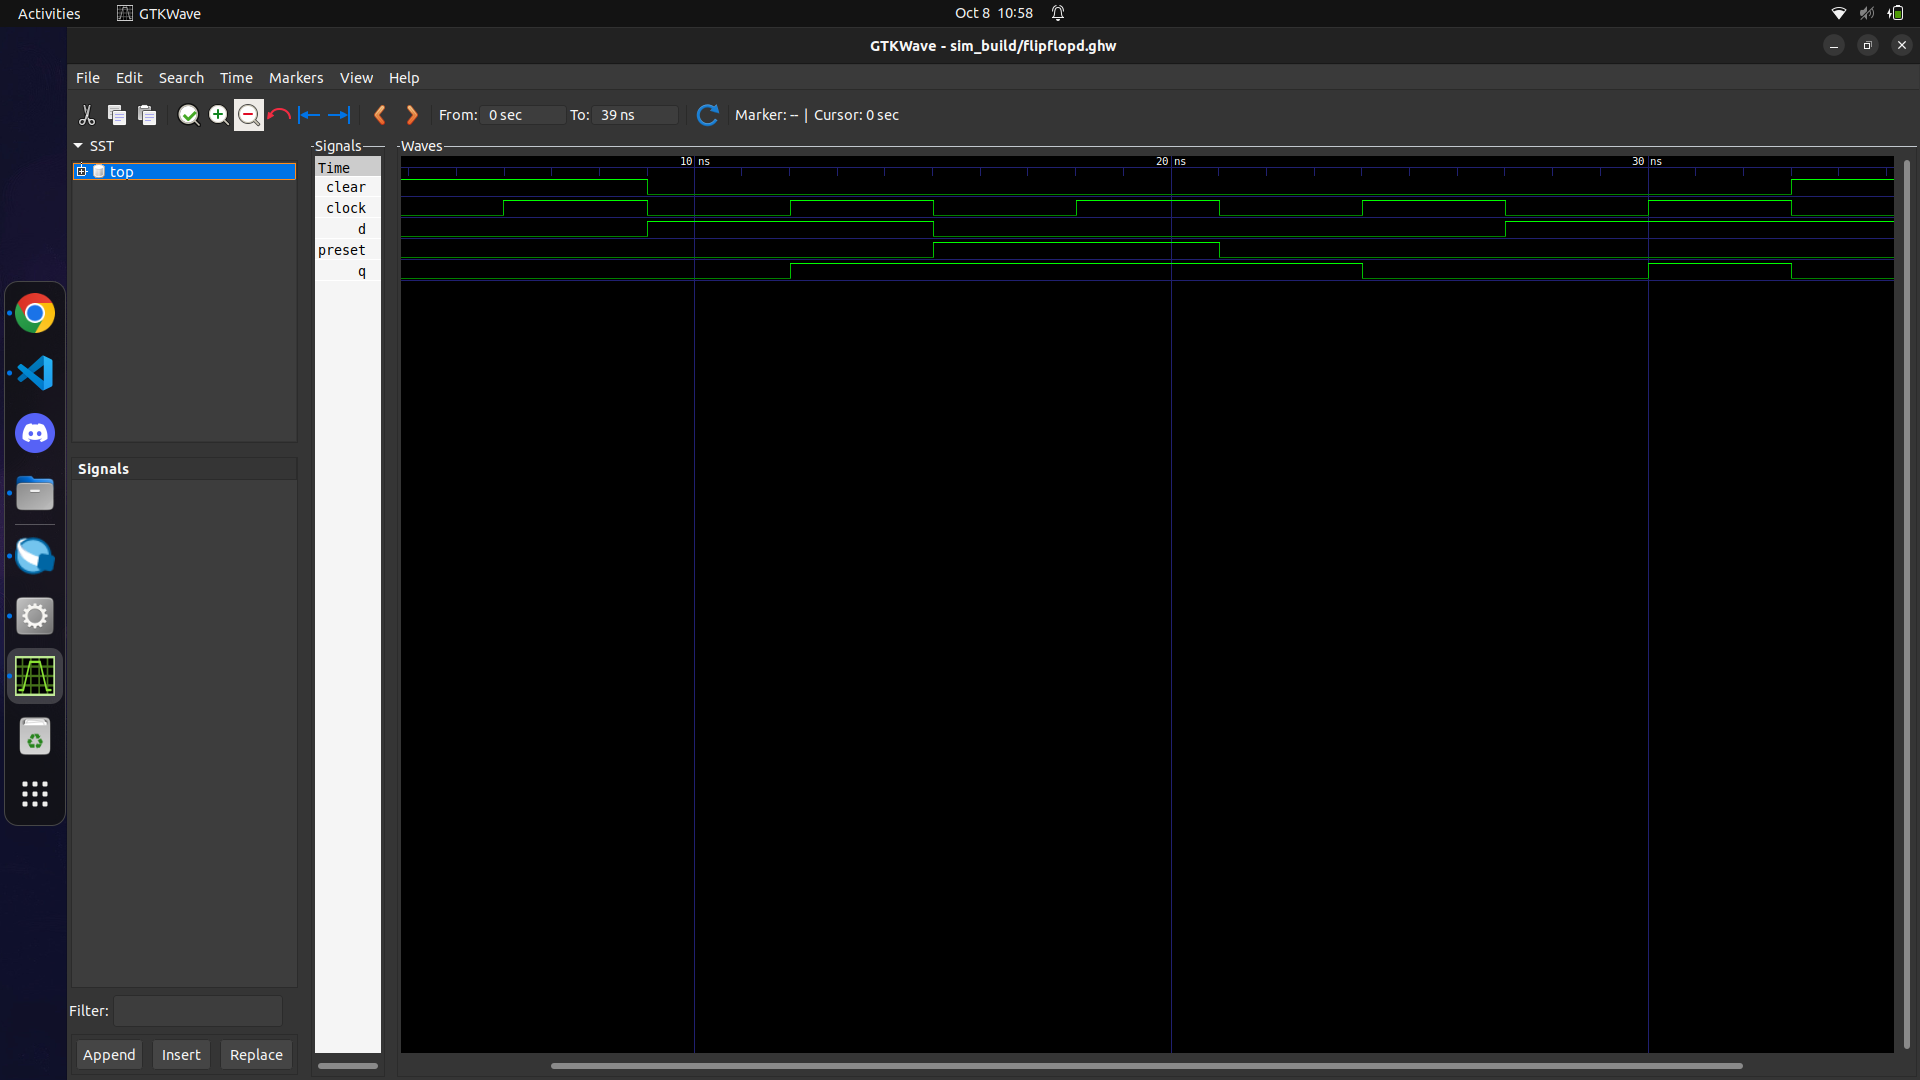 Activities GTKWave Oct 8 10:58
GTKWave - sim_build/flipflopd.ghw
File Edit Search Time Markers View Help
From: 0 sec To: 39 ns Marker: -- | Cursor: 0 sec
SST
top
Signals
Filter:
Append Insert Replace
Signals
Time
clear
clock
d
preset
q
Waves
10 ns 20 ns 30 ns